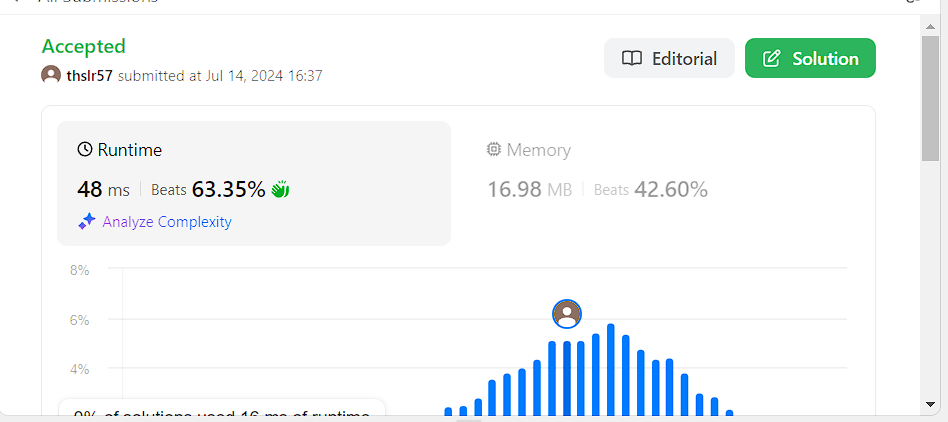 All Submissions
Accepted
Editorial
Solution
thslr57 submitted at Jul 14, 2024 16:37
Runtime
Memory
48 ms Beats 63.35%
16.98 MB Beats 42.60%
Analyze Complexity
8%
6%
4%
0% of solutions used 16 ms of runtime